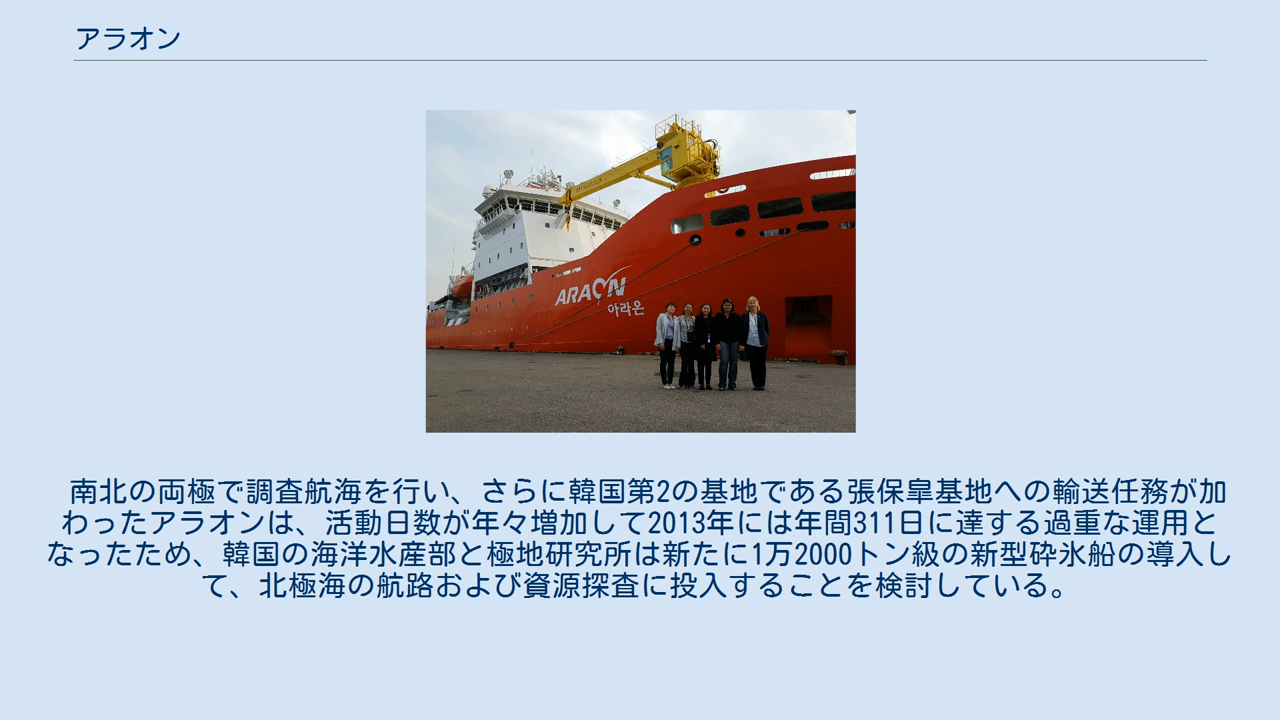 アラオン
ARAON
아라온
南北の両極で調査航海を行い、さらに韓国第2の基地である張保皐基地への輸送任務が加
わったアラオンは、活動日数が年々増加して2013年には年間311日に達する過重な運用と
なったため、韓国の海洋水産部と極地研究所は新たに1万2000トン級の新型砕氷船の導入し
て、北極海の航路および資源探査に投入することを検討している。